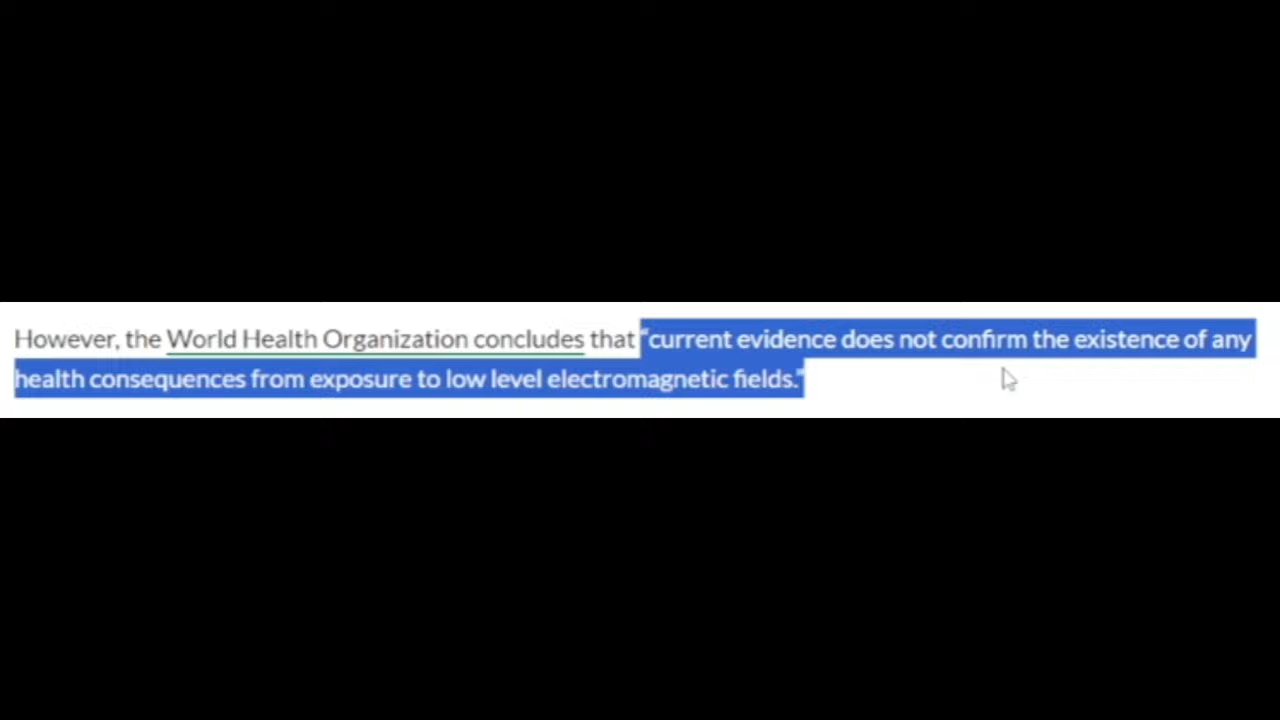 However, the World Health Organization concludes that “current evidence does not confirm the existence of any
health consequences from exposure to low level electromagnetic fields.”